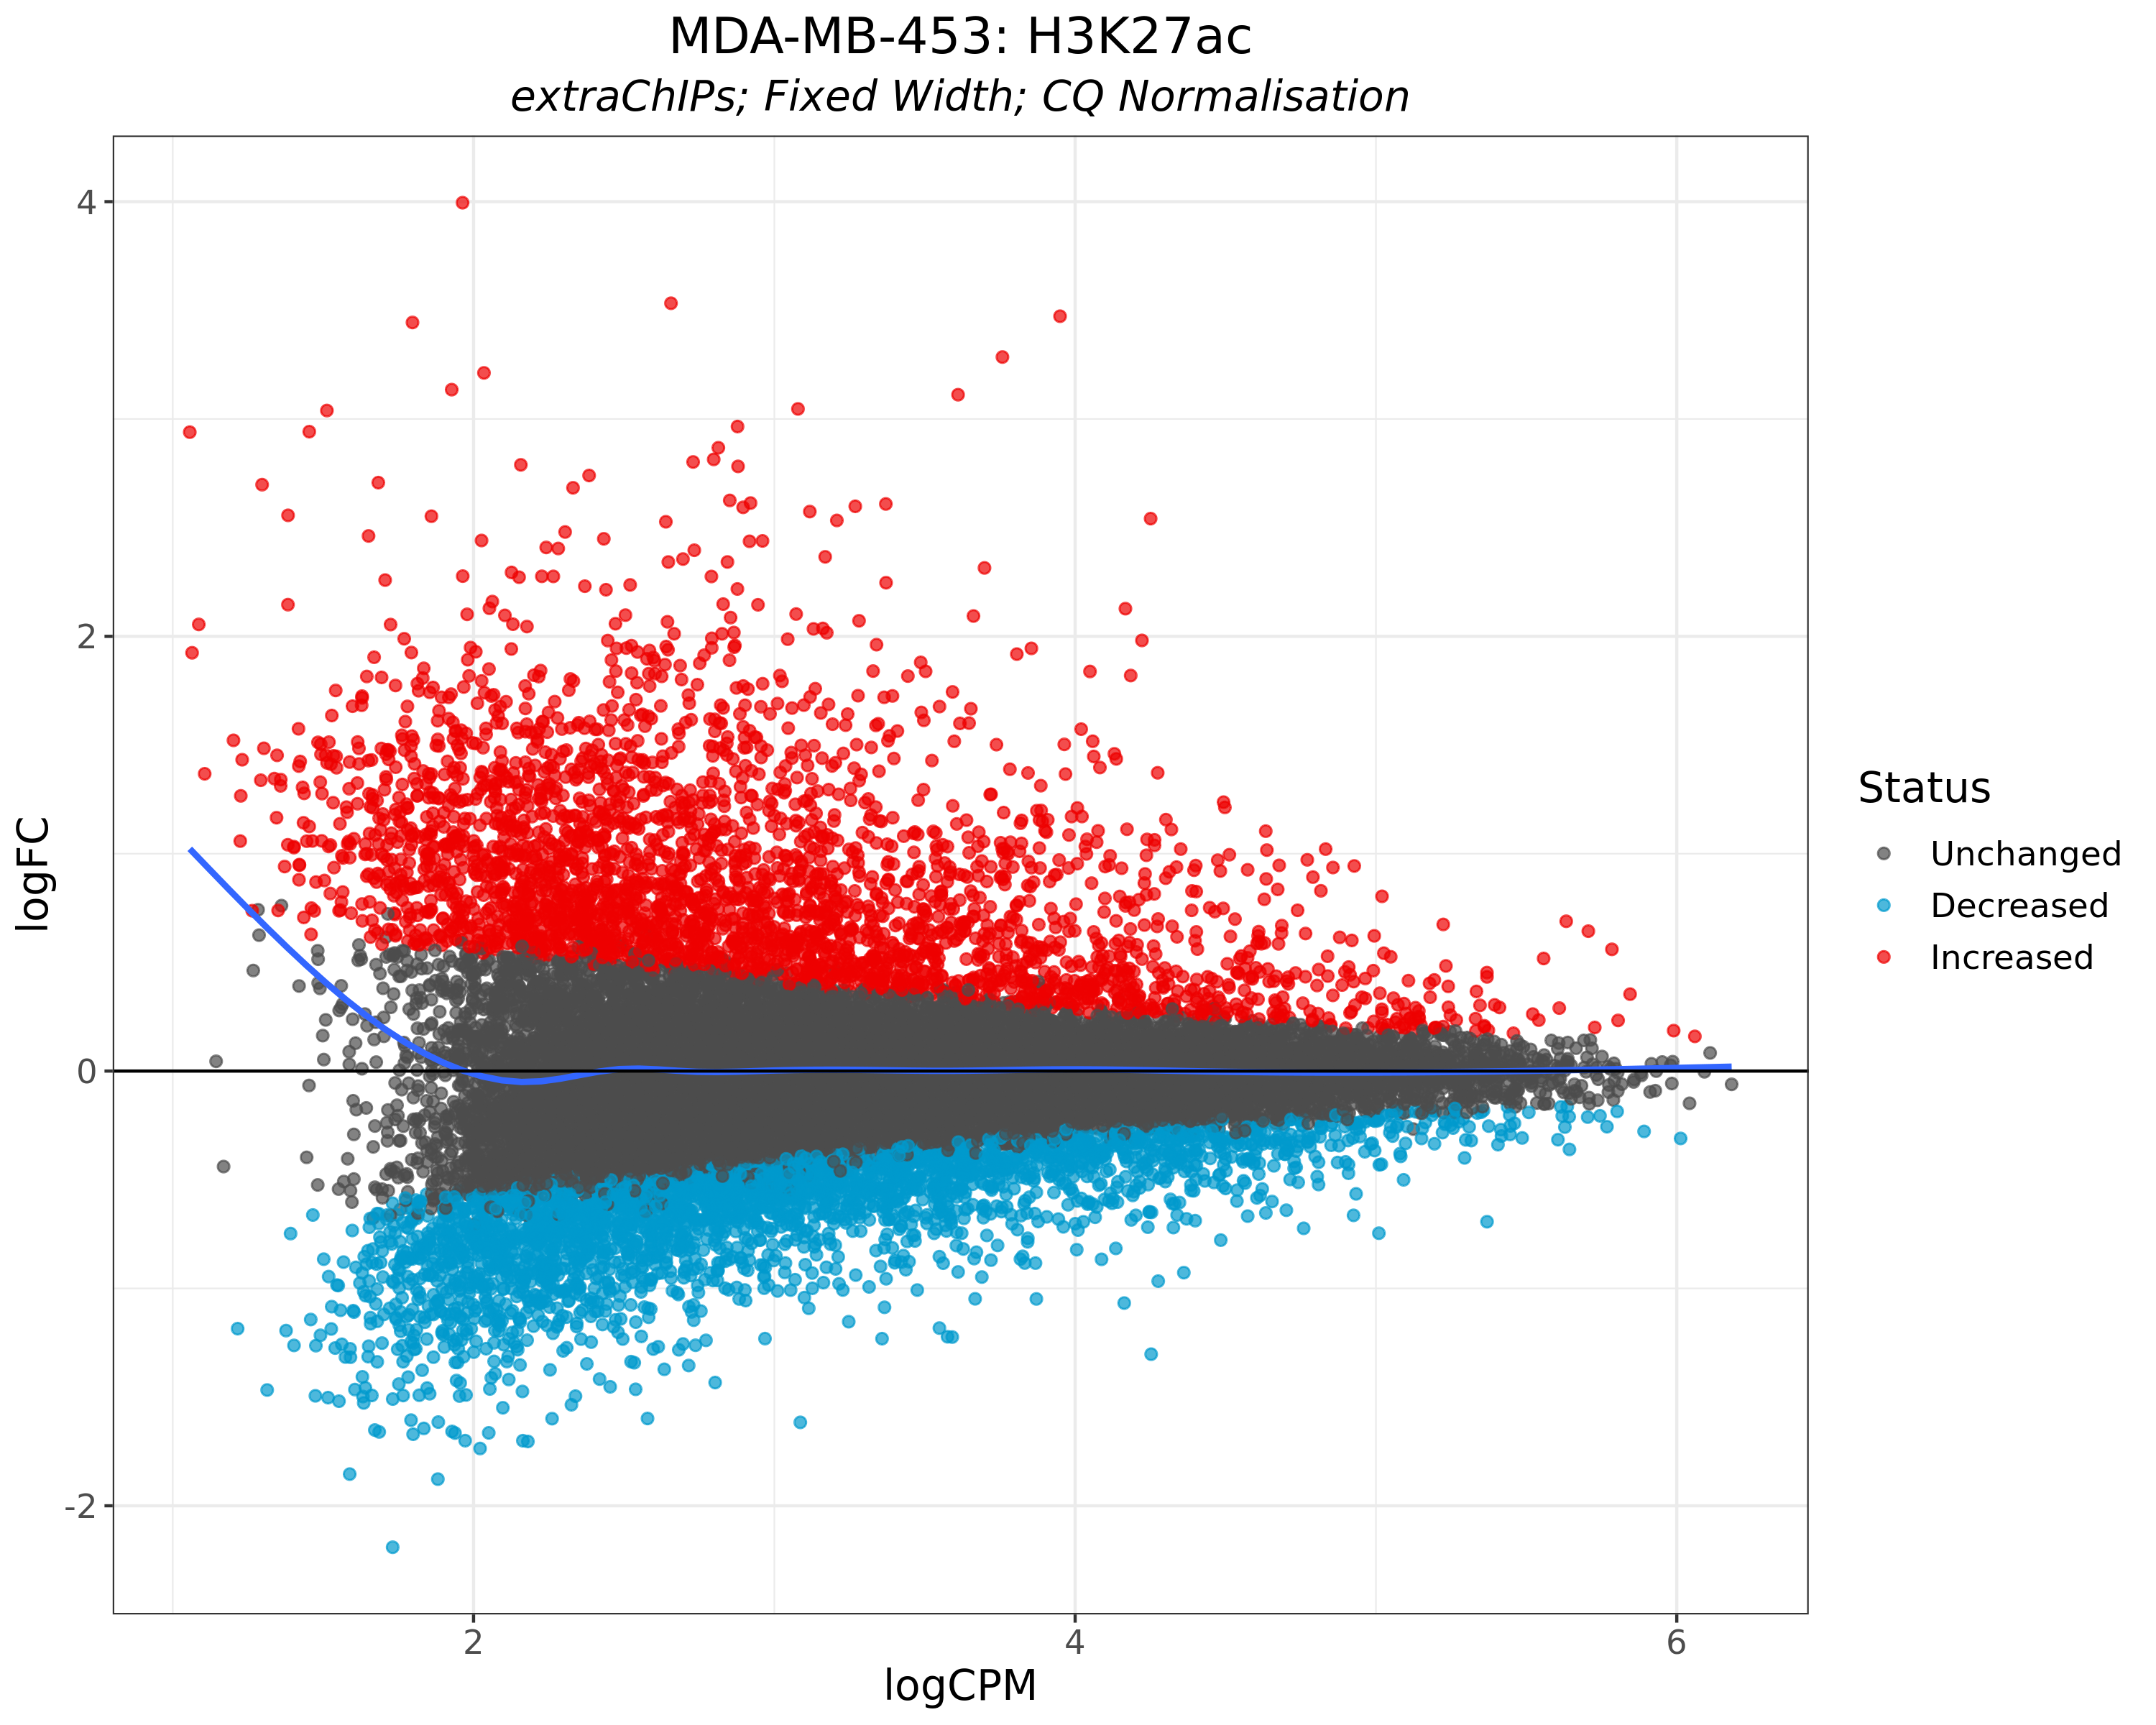 MDA-MB-453: H3K27ac
extraChIPs; Fixed Width; CQ Normalisation
4
2
0
-2
logFC
2
4
6
logCPM
Status
Unchanged
Decreased
Increased